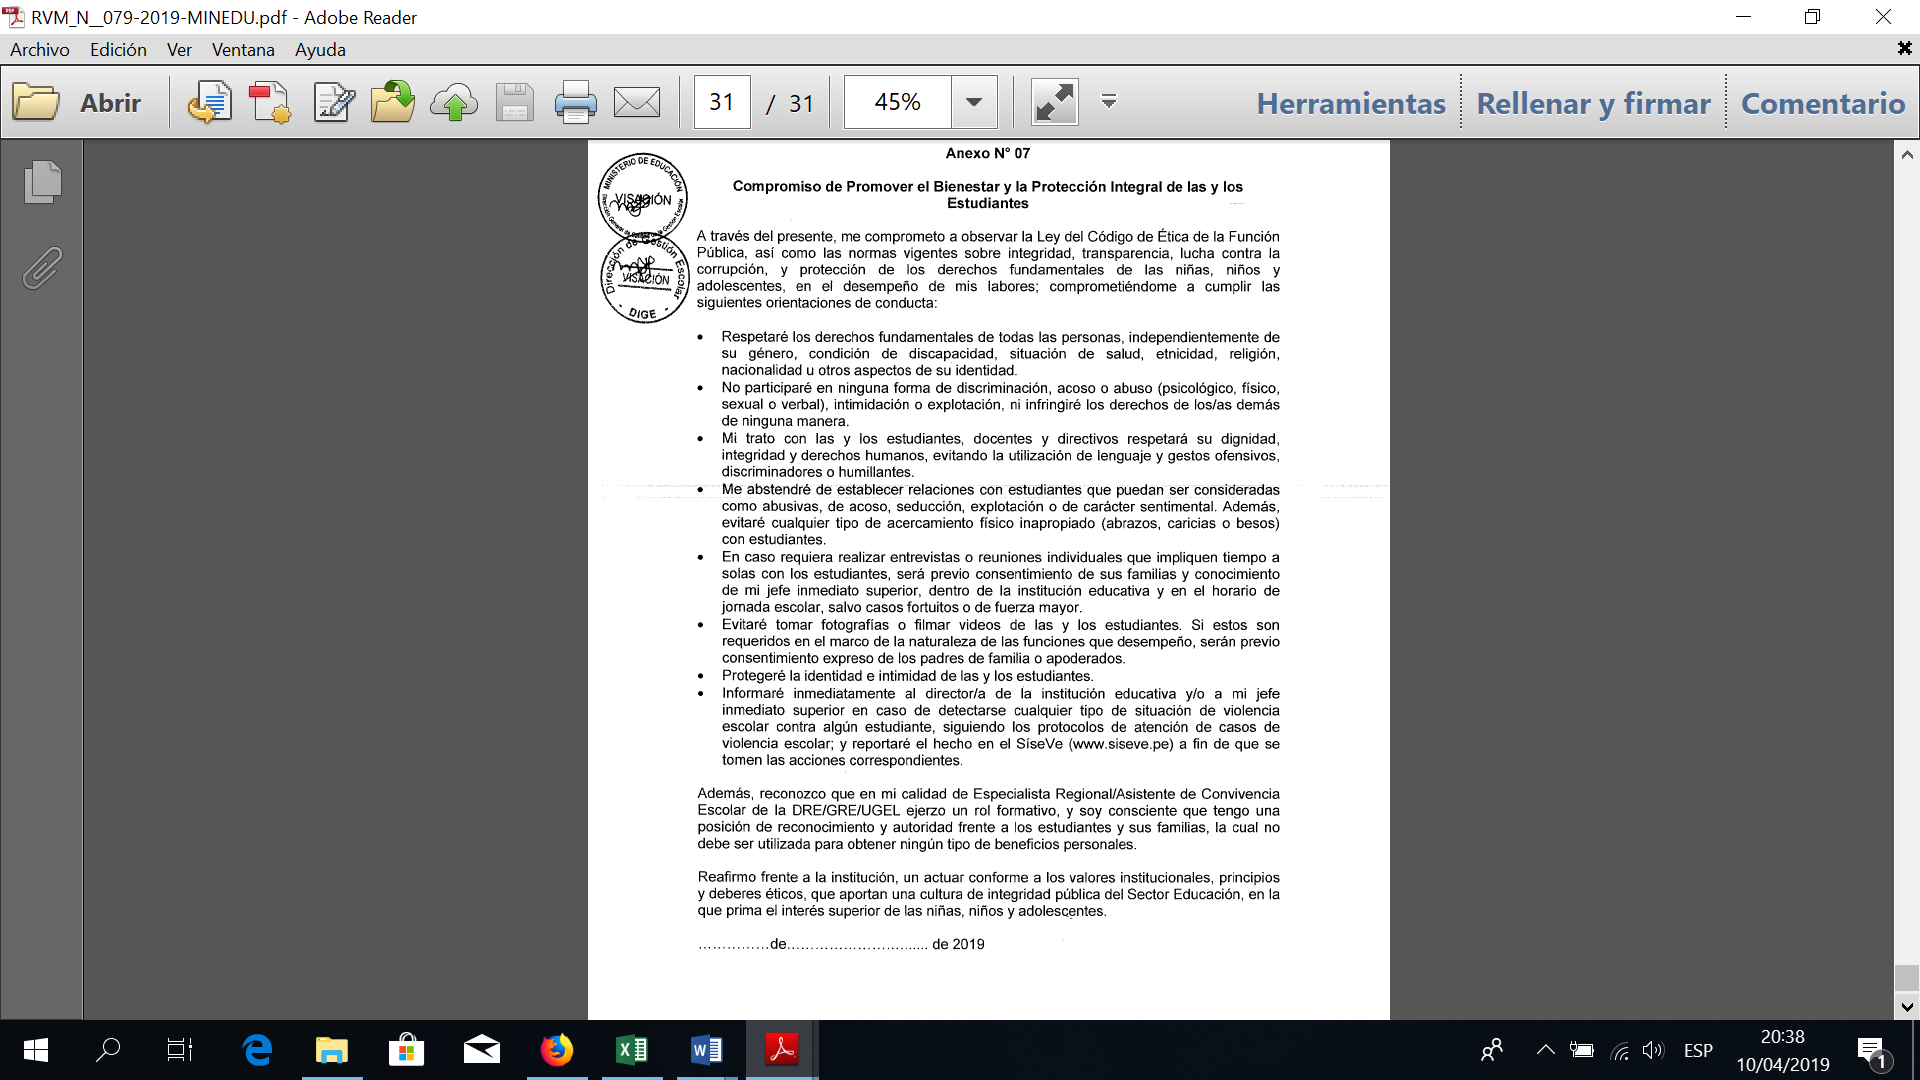 RVM_N__079-2019-MINEDU.pdf - Adobe Reader
Archivo Edición Ver Ventana Ayuda
Abrir 31 / 31 45% Herramientas Rellenar y firmar Comentario
Anexo N° 07
MINISTERIO DE EDUCACIÓN
VISACIÓN
Compromiso de Promover el Bienestar y la Protección Integral de las y los
Estudiantes
Dirección de Gestión Escolar
VISACIÓN
- DIGE -
A través del presente, me comprometo a observar la Ley del Código de Ética de la Función
Pública, así como las normas vigentes sobre integridad, transparencia, lucha contra la
corrupción, y protección de los derechos fundamentales de las niñas, niños y
adolescentes, en el desempeño de mis labores; comprometiéndome a cumplir las
siguientes orientaciones de conducta:
• Respetaré los derechos fundamentales de todas las personas, independientemente de
su género, condición de discapacidad, situación de salud, etnicidad, religión,
nacionalidad u otros aspectos de su identidad.
• No participaré en ninguna forma de discriminación, acoso o abuso (psicológico, físico,
sexual o verbal), intimidación o explotación, ni infringiré los derechos de los/as demás
de ninguna manera.
• Mi trato con las y los estudiantes, docentes y directivos respetará su dignidad,
integridad y derechos humanos, evitando la utilización de lenguaje y gestos ofensivos,
discriminadores o humillantes.
• Me abstendré de establecer relaciones con estudiantes que puedan ser consideradas
como abusivas, de acoso, seducción, explotación o de carácter sentimental. Además,
evitaré cualquier tipo de acercamiento físico inapropiado (abrazos, caricias o besos)
con estudiantes.
• En caso requiera realizar entrevistas o reuniones individuales que impliquen tiempo a
solas con los estudiantes, será previo consentimiento de sus familias y conocimiento
de mi jefe inmediato superior, dentro de la institución educativa y en el horario de
jornada escolar, salvo casos fortuitos o de fuerza mayor.
• Evitaré tomar fotografías o filmar videos de las y los estudiantes. Si estos son
requeridos en el marco de la naturaleza de las funciones que desempeño, serán previo
consentimiento expreso de los padres de familia o apoderados.
• Protegeré la identidad e intimidad de las y los estudiantes.
• Informaré inmediatamente al director/a de la institución educativa y/o a mi jefe
inmediato superior en caso de detectarse cualquier tipo de situación de violencia
escolar contra algún estudiante, siguiendo los protocolos de atención de casos de
violencia escolar; y reportaré el hecho en el SíseVe (www.siseve.pe) a fin de que se
tomen las acciones correspondientes.
Además, reconozco que en mi calidad de Especialista Regional/Asistente de Convivencia
Escolar de la DRE/GRE/UGEL ejerzo un rol formativo, y soy consciente que tengo una
posición de reconocimiento y autoridad frente a los estudiantes y sus familias, la cual no
debe ser utilizada para obtener ningún tipo de beneficios personales.
Reafirmo frente a la institución, un actuar conforme a los valores institucionales, principios
y deberes éticos, que aportan una cultura de integridad pública del Sector Educación, en la
que prima el interés superior de las niñas, niños y adolescentes.
……………de…………………….….. de 2019
ESP 20:38
10/04/2019 1